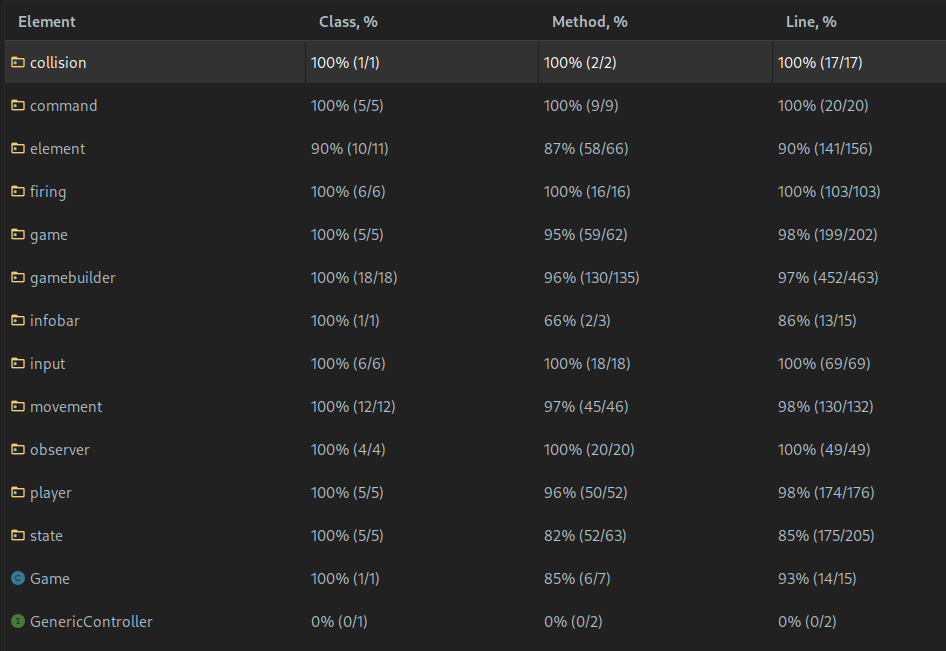 Element Class, % Method, % Line, %
collision 100% (1/1) 100% (2/2) 100% (17/17)
command 100% (5/5) 100% (9/9) 100% (20/20)
element 90% (10/11) 87% (58/66) 90% (141/156)
firing 100% (6/6) 100% (16/16) 100% (103/103)
game 100% (5/5) 95% (59/62) 98% (199/202)
gamebuilder 100% (18/18) 96% (130/135) 97% (452/463)
infobar 100% (1/1) 66% (2/3) 86% (13/15)
input 100% (6/6) 100% (18/18) 100% (69/69)
movement 100% (12/12) 97% (45/46) 98% (130/132)
observer 100% (4/4) 100% (20/20) 100% (49/49)
player 100% (5/5) 96% (50/52) 98% (174/176)
state 100% (5/5) 82% (52/63) 85% (175/205)
C Game 100% (1/1) 85% (6/7) 93% (14/15)
I GenericController 0% (0/1) 0% (0/2) 0% (0/2)